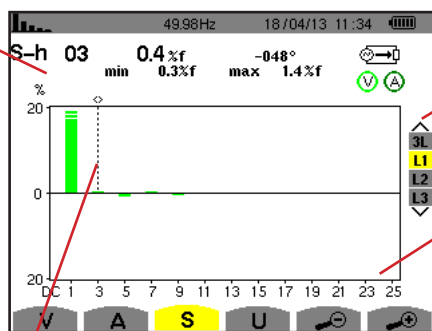 49.98Hz 18/04/13 11:34
S-h 03 0.4 %f -048°
min 0.3%f max 1.4%f
V A
%
20
0
20
DC 1 3 5 7 9 11 13 15 17 19 21 23 25
3L
L1
L2
L3
V A S U